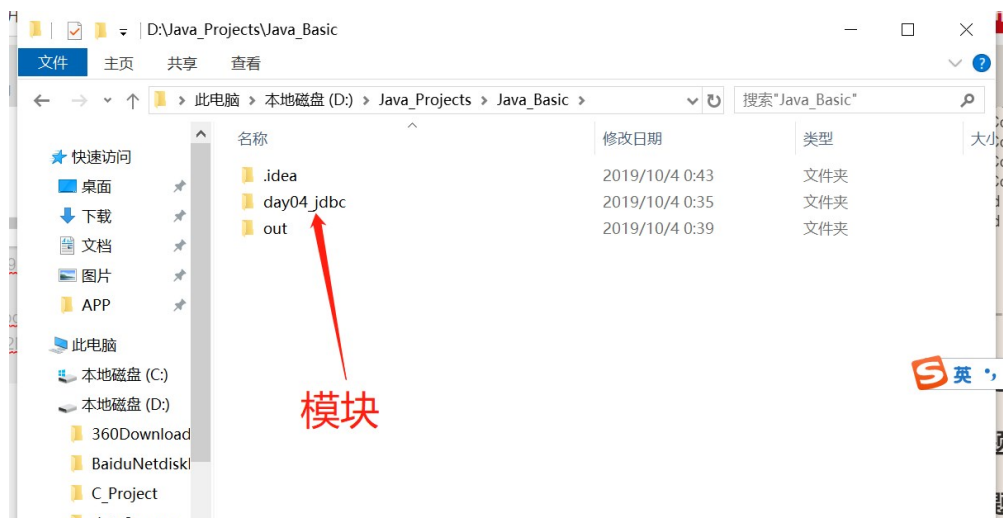 D:\Java_Projects\Java_Basic
文件 主页 共享 查看
此电脑 > 本地磁盘 (D:) > Java_Projects > Java_Basic > 搜索"Java_Basic"
名称 修改日期 类型 大小
快速访问
.idea 2019/10/4 0:43 文件夹
桌面
day04_jdbc 2019/10/4 0:35 文件夹
下载
out 2019/10/4 0:39 文件夹
文档
图片
APP
此电脑
本地磁盘 (C:)
英
本地磁盘 (D:)
模块
360Download
BaiduNetdisk
C_Project